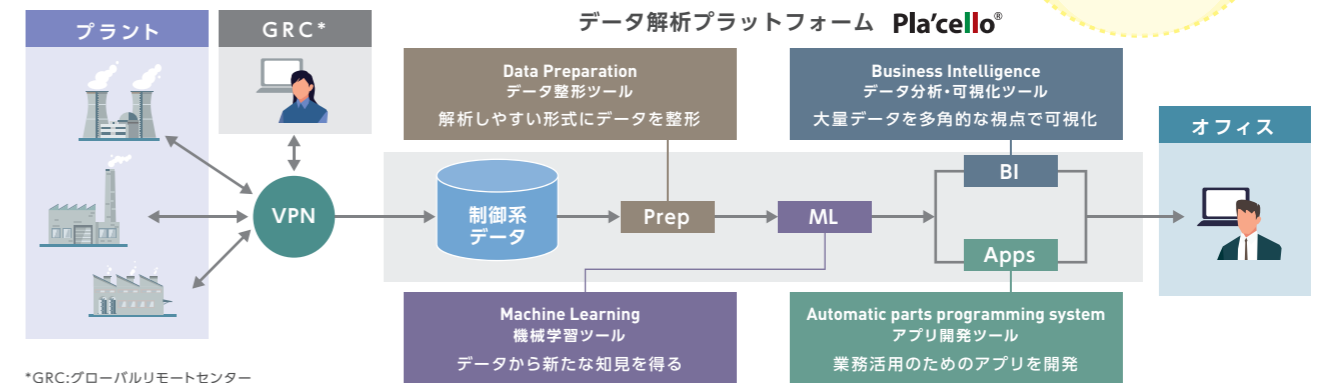 データ解析プラットフォーム Pla'cello®
プラント
GRC*
Data Preparation
データ整形ツール
解析しやすい形式にデータを整形
Business Intelligence
データ分析・可視化ツール
大量データを多角的な視点で可視化
オフィス
VPN
制御系
データ
Prep
ML
BI
Apps
Machine Learning
機械学習ツール
データから新たな知見を得る
Automatic parts programming system
アプリ開発ツール
業務活用のためのアプリを開発
*GRC:グローバルリモートセンター